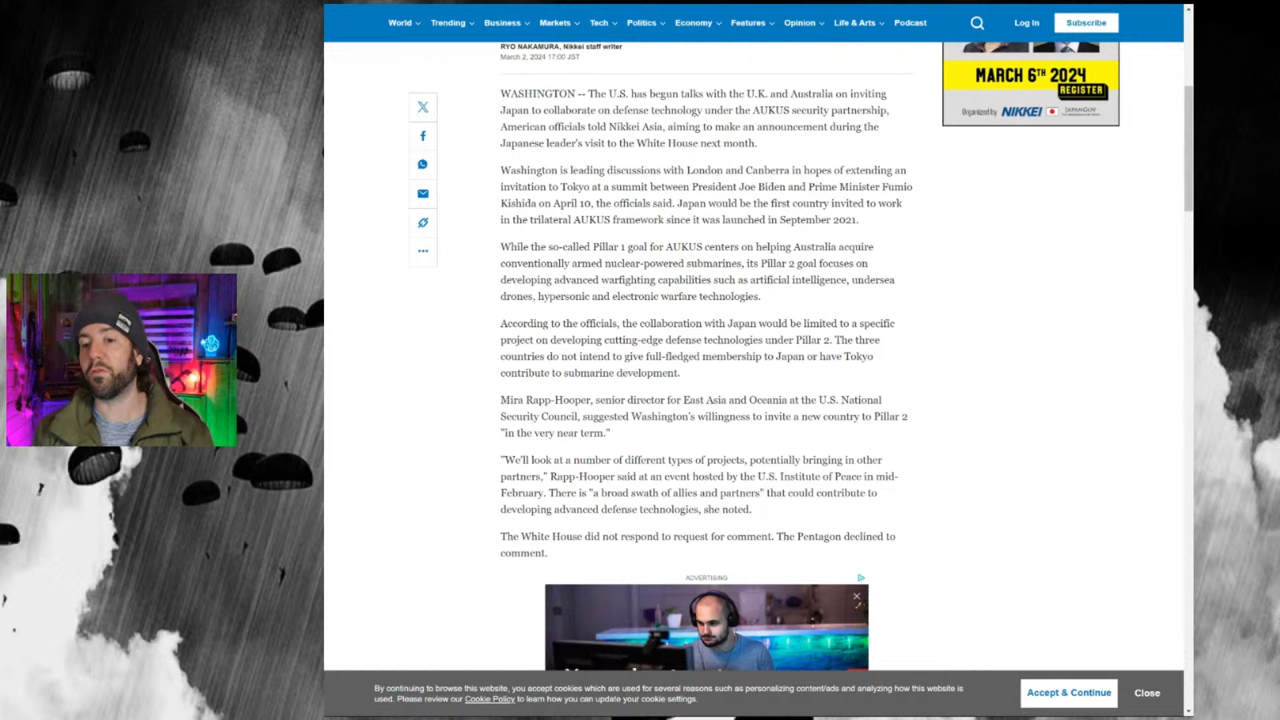 World Trending Business Markets Tech Politics Economy Features Opinion Life & Arts Podcast Log In Subscribe
RYO NAKAMURA, Nikkei staff writer
March 2, 2024 17:00 JST
MARCH 6TH 2024
REGISTER
Organized by NIKKEI JAPANGOV
WASHINGTON -- The U.S. has begun talks with the U.K. and Australia on inviting
Japan to collaborate on defense technology under the AUKUS security partnership,
American officials told Nikkei Asia, aiming to make an announcement during the
Japanese leader's visit to the White House next month.
Washington is leading discussions with London and Canberra in hopes of extending an
invitation to Tokyo at a summit between President Joe Biden and Prime Minister Fumio
Kishida on April 10, the officials said. Japan would be the first country invited to work
in the trilateral AUKUS framework since it was launched in September 2021.
While the so-called Pillar 1 goal for AUKUS centers on helping Australia acquire
conventionally armed nuclear-powered submarines, its Pillar 2 goal focuses on
developing advanced warfighting capabilities such as artificial intelligence, undersea
drones, hypersonic and electronic warfare technologies.
According to the officials, the collaboration with Japan would be limited to a specific
project on developing cutting-edge defense technologies under Pillar 2. The three
countries do not intend to give full-fledged membership to Japan or have Tokyo
contribute to submarine development.
Mira Rapp-Hooper, senior director for East Asia and Oceania at the U.S. National
Security Council, suggested Washington's willingness to invite a new country to Pillar 2
"in the very near term."
"We'll look at a number of different types of projects, potentially bringing in other
partners," Rapp-Hooper said at an event hosted by the U.S. Institute of Peace in mid-
February. There is "a broad swath of allies and partners" that could contribute to
developing advanced defense technologies, she noted.
The White House did not respond to request for comment. The Pentagon declined to
comment.
ADVERTISING
By continuing to browse this website, you accept cookies which are used for several reasons such as personalizing content/ads and analyzing how this website is
used. Please review our Cookie Policy to learn how you can update your cookie settings.
Accept & Continue
Close